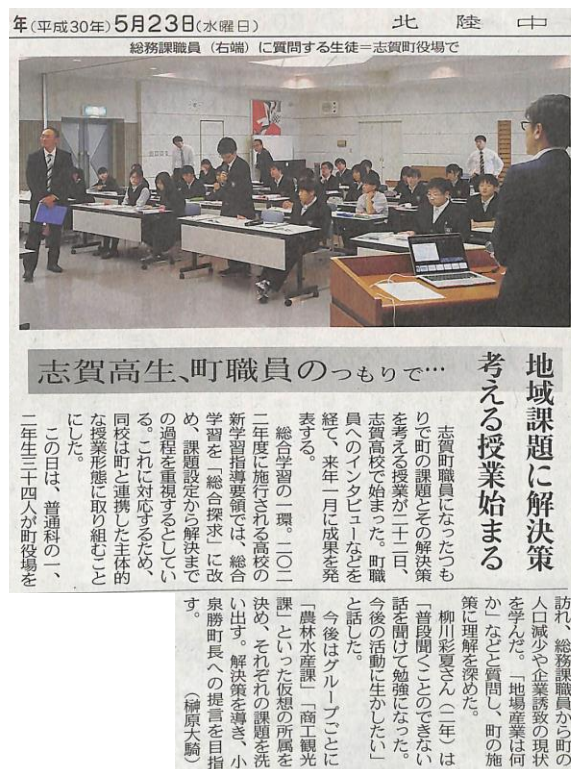 年(平成30年)5月23日(水曜日)
北陸中
総務課職員(右端)に質問する生徒=志賀町役場で
地域課題に解決策
考える授業始まる
志賀高生、町職員のつもりで…
志賀町職員になったつも
りで町の課題とその解決策
を考える授業が二十二日、
志賀高校で始まった。町職
員へのインタビューなどを
経て、来年一月に成果を発
表する。
総合学習の一環。二〇二
二年度に施行される高校の
新学習指導要領では、総合
学習を「総合探求」に改
め、課題設定から解決まで
の過程を重視するとしてい
る。これに対応するため、
同校は町と連携した主体的
な授業形態に取り組むこと
にした。
この日は、普通科の一、
二年生三十四人が町役場を
訪れ、総務課職員から町の
人口減少や企業誘致の現状
を学んだ。「地場産業は何
か」などと質問し、町の施
策に理解を深めた。
柳川彩夏さん(二年)は
「普段聞くことのできない
話を聞けて勉強になった。
今後の活動に生かしたい」
と話した。
今後はグループごとに
「農林水産課」「商工観光
課」といった仮想の所属を
決め、それぞれの課題を洗
い出す。解決策を導き、小
泉勝町長への提言を目指
す。
(榊原大騎)